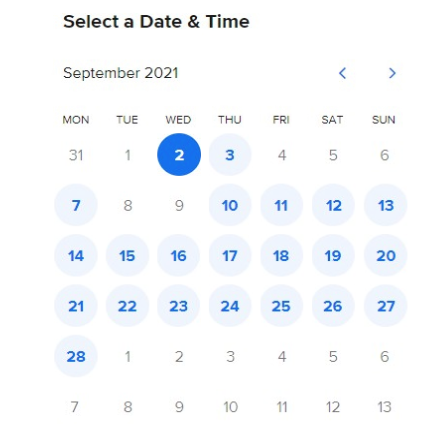 Select a Date & Time
September 2021
MON TUE WED THU FRI SAT SUN
31 1 2 3 4 5 6
7 8 9 10 11 12 13
14 15 16 17 18 19 20
21 22 23 24 25 26 27
28 1 2 3 4 5 6
7 8 9 10 11 12 13